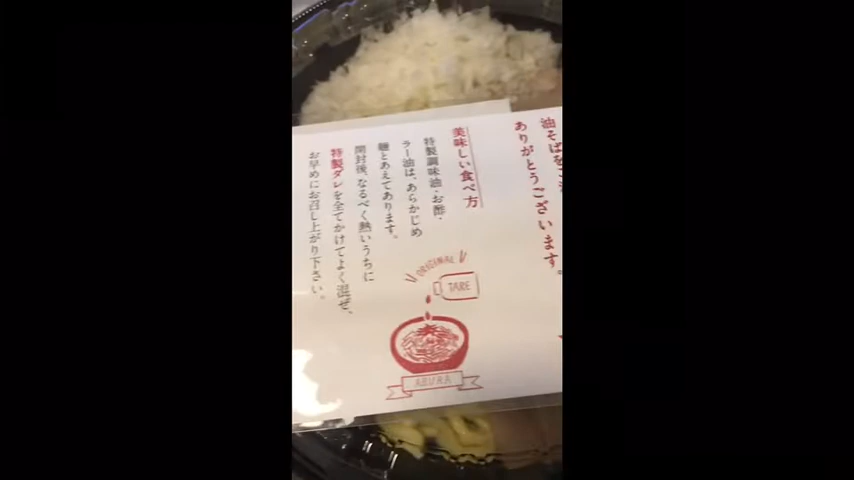 油そばをご
ありがとうございます。
美味しい食べ方
特製調味油・お酢・
ラー油は、あらかじめ
麺とあえてあります。
開封後、なるべく熱いうちに
特製ダレを全てかけてよく混ぜ、
お早めにお召し上がり下さい。
ORIGINAL
TARE
ABURA